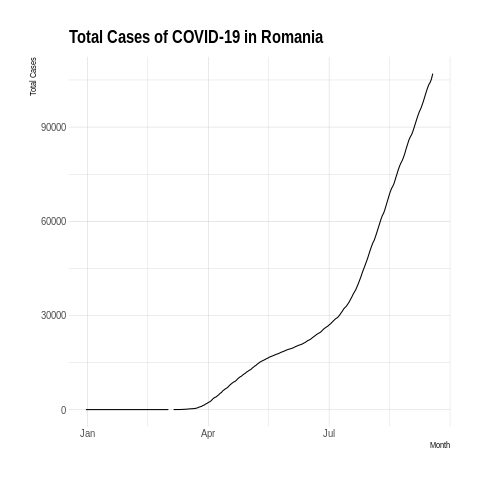 Total Cases of COVID-19 in Romania
Total Cases
90000
60000
30000
0
Jan Apr Jul
Month